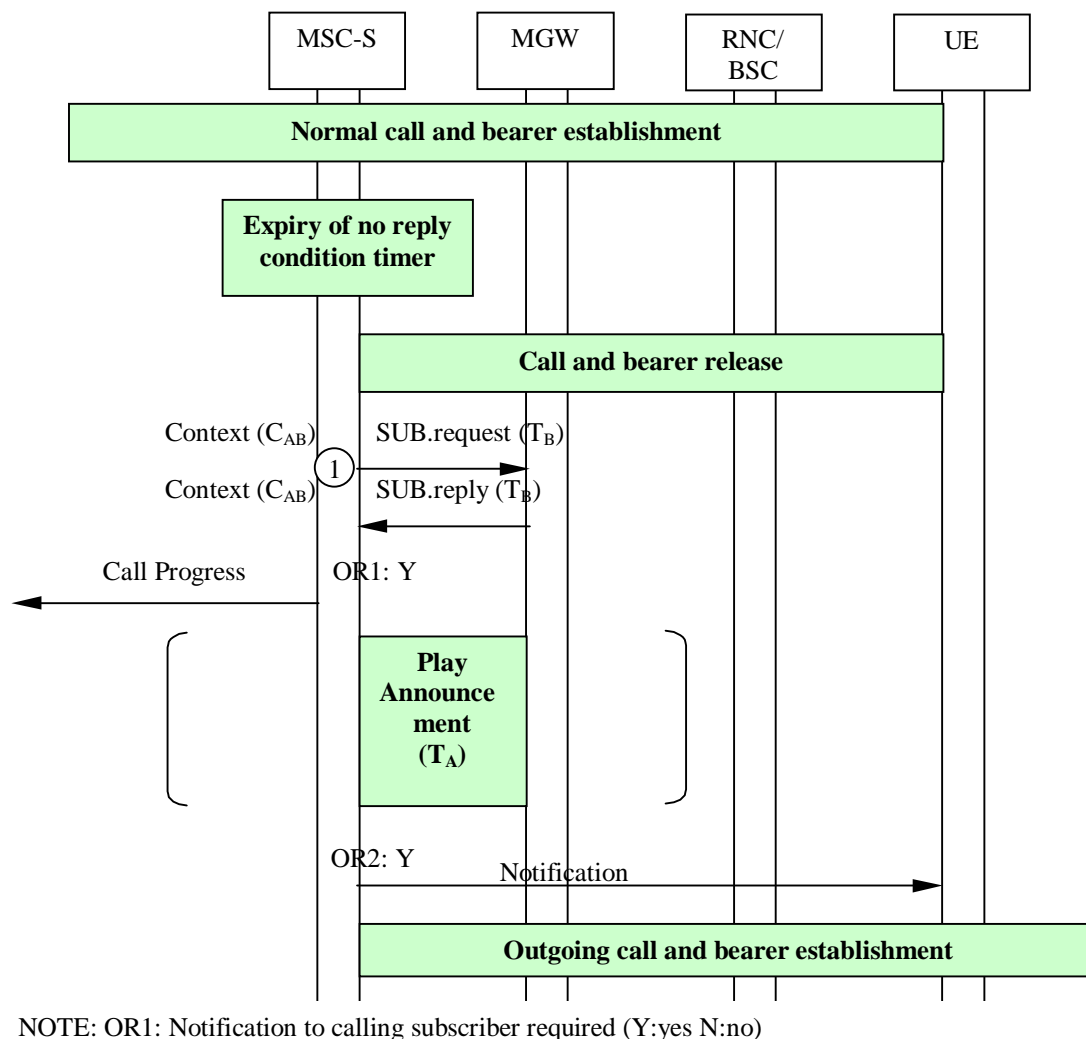 MSC-S MGW RNC/ UE
BSC
Normal call and bearer establishment
Expiry of no reply
condition timer
Call and bearer release
Context (CAB) SUB.request (TB)
1
Context (CAB) SUB.reply (TB)
Call Progress OR1: Y
Play
Announce
ment
(TA)
OR2: Y
Notification
Outgoing call and bearer establishment
NOTE: OR1: Notification to calling subscriber required (Y:yes N:no)